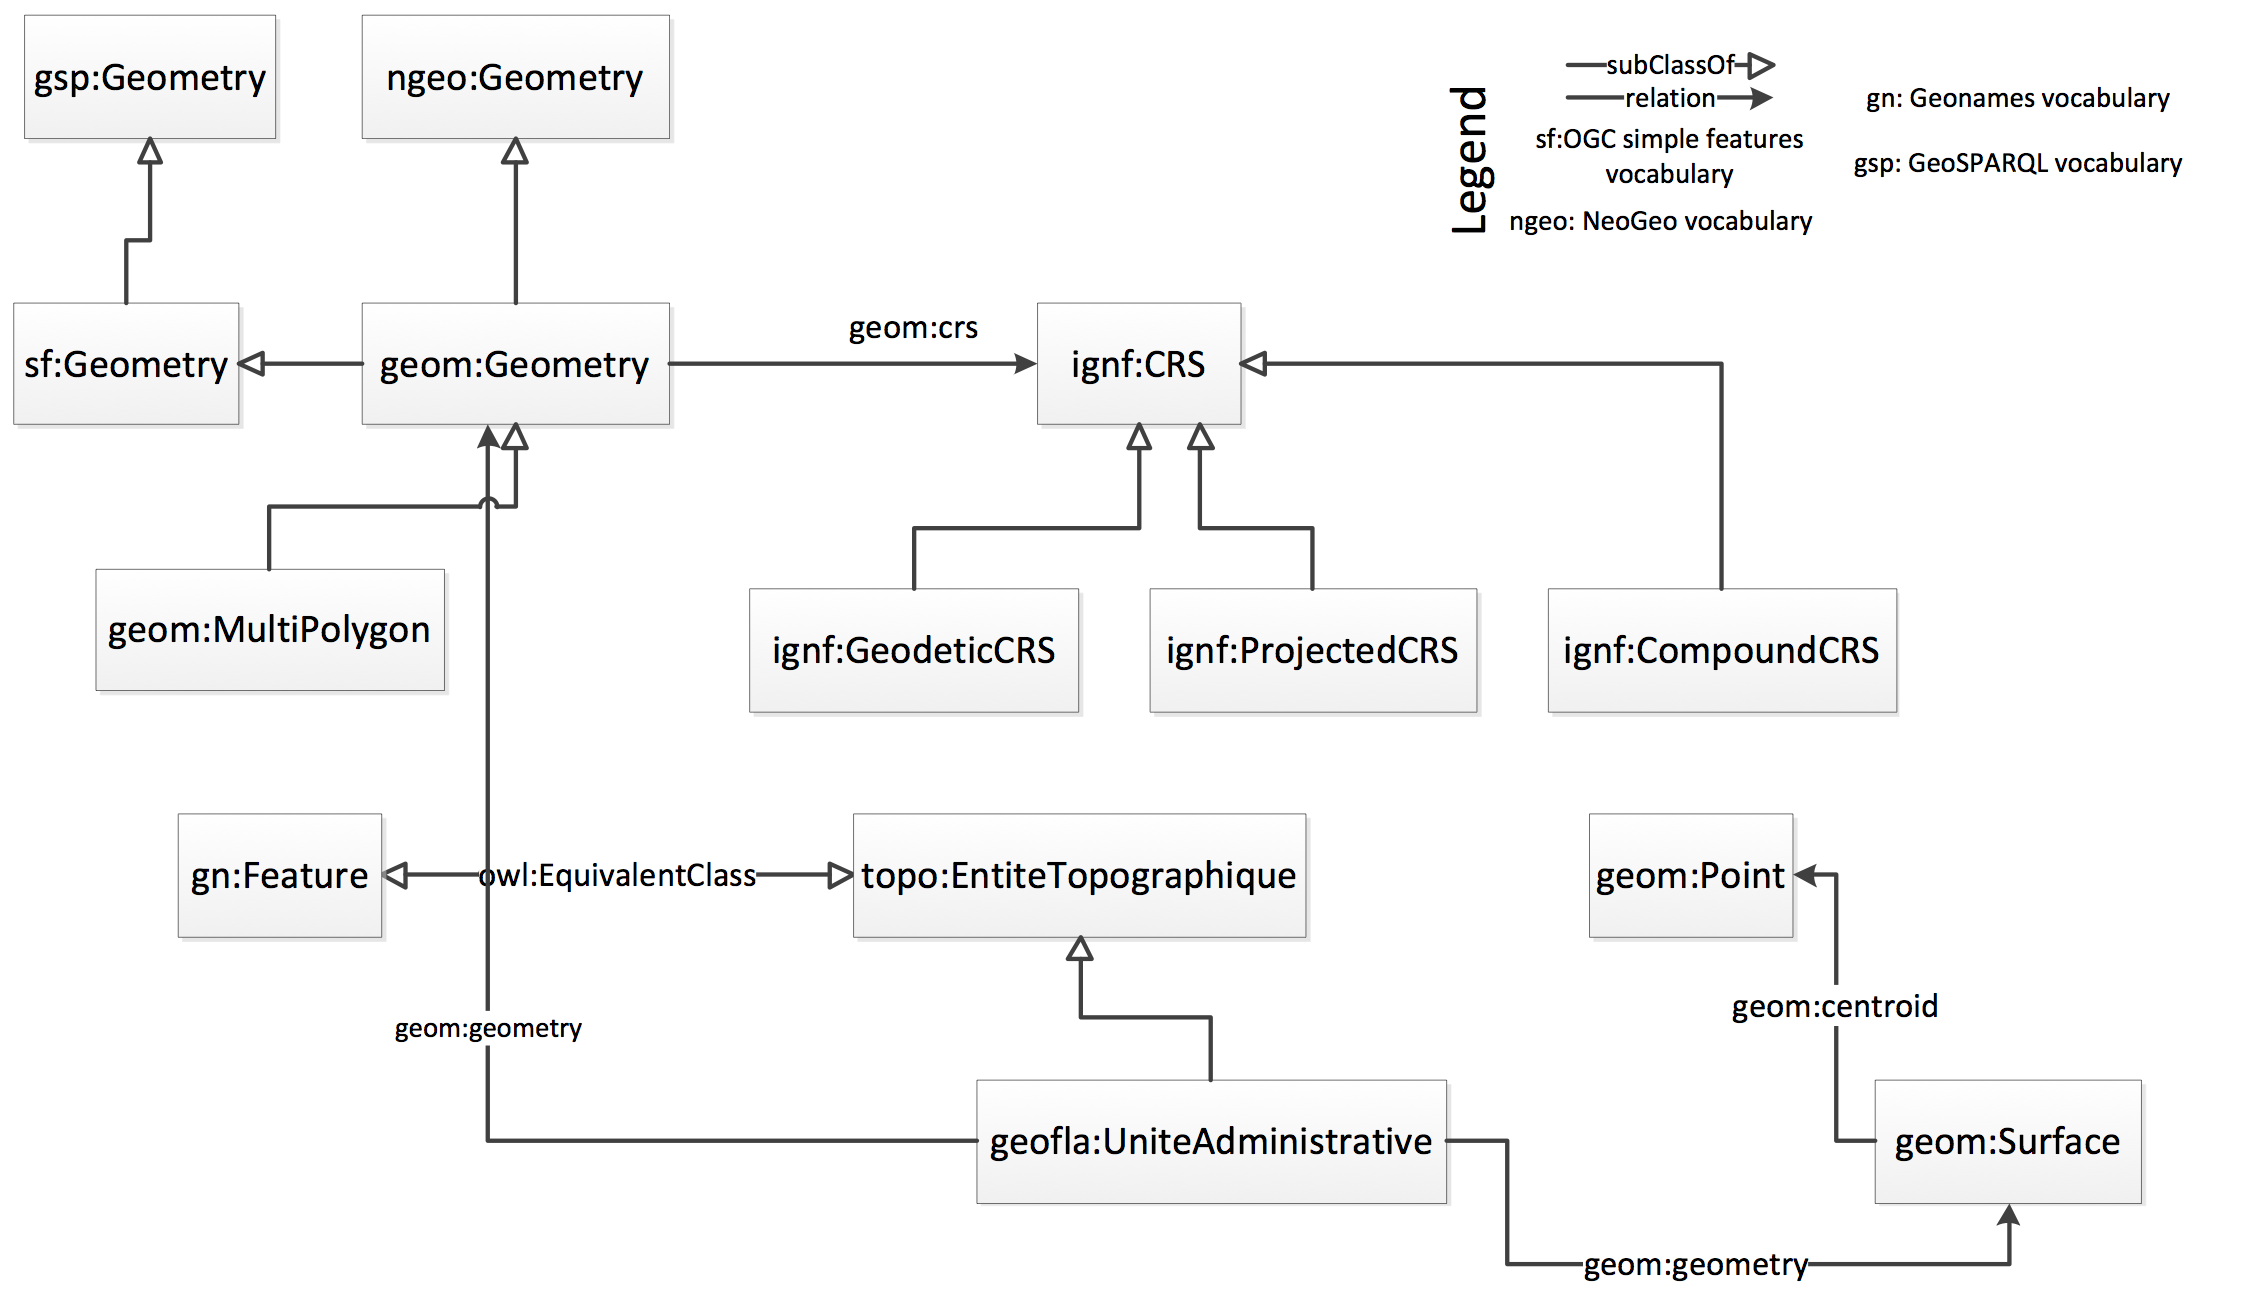 gsp:Geometry
ngeo:Geometry
Legend
subClassOf
relation
sf:OGC simple features
vocabulary
ngeo: NeoGeo vocabulary
gn: Geonames vocabulary
gsp: GeoSPARQL vocabulary
sf:Geometry
geom:Geometry
geom:crs
ignf:CRS
geom:MultiPolygon
ignf:GeodeticCRS
ignf:ProjectedCRS
ignf:CompoundCRS
gn:Feature
owl:EquivalentClass
topo:EntiteTopographique
geom:Point
geom:geometry
geom:centroid
geofla:UniteAdministrative
geom:Surface
geom:geometry